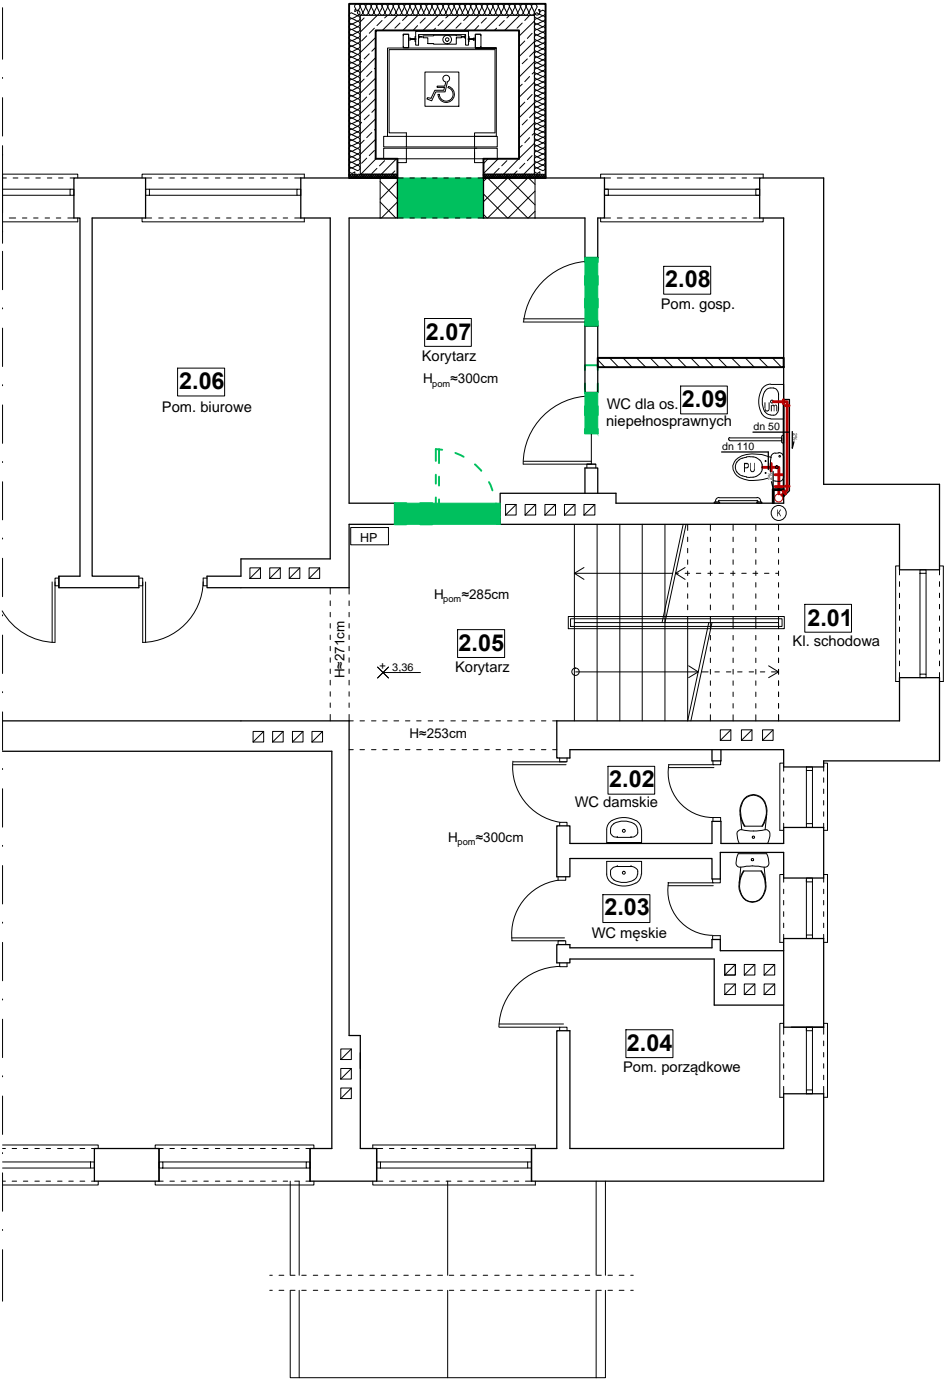 2.08
Pom. gosp.
2.07
Korytarz
Hpom≈300cm
2.06
Pom. biurowe
WC dla os. 2.09
niepełnosprawnych
Um
dn 50
dn 110
PU
K
HP
Hpom≈285cm
2.05
Korytarz
H≈271cm
3,36
2.01
Kl. schodowa
H≈253cm
2.02
WC damskie
Hpom≈300cm
2.03
WC męskie
2.04
Pom. porządkowe